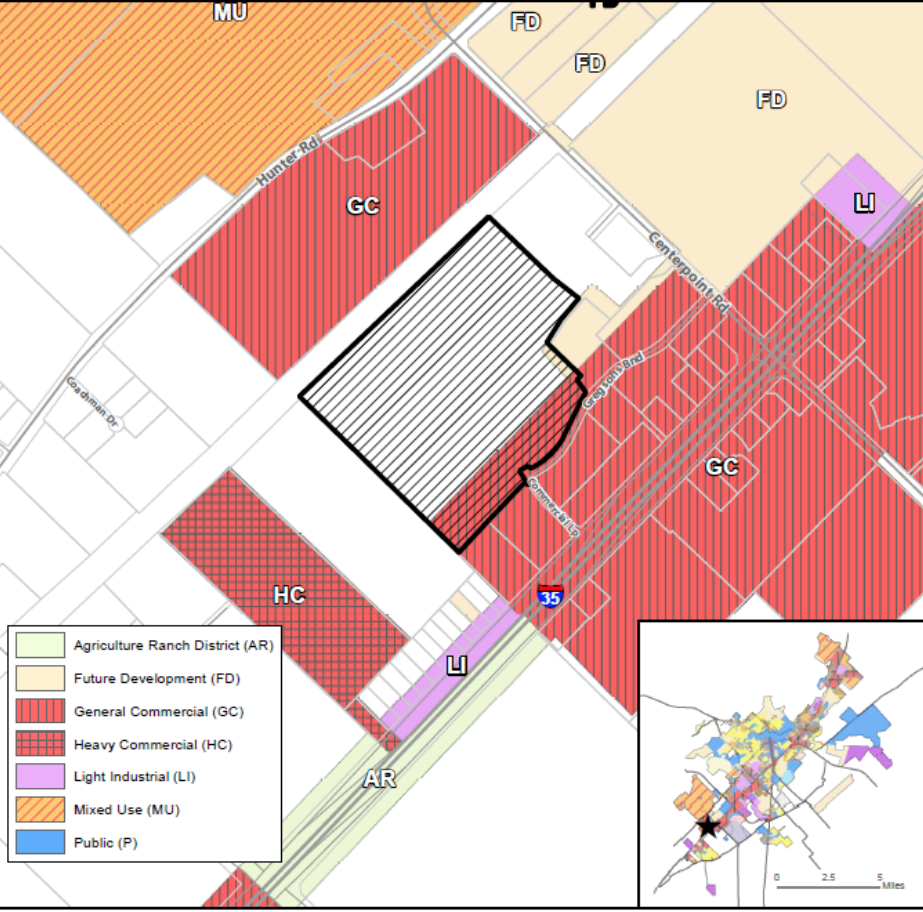 MU
FD
FD
FD
Hunter Rd
GC
LI
Centerpoint Rd
Coachman Dr
Gregsons Bnd
GC
Commercial Lp
HC
35
LI
AR
Agriculture Ranch District (AR)
Future Development (FD)
General Commercial (GC)
Heavy Commercial (HC)
Light Industrial (LI)
Mixed Use (MU)
Public (P)
0 2.5 5
Miles